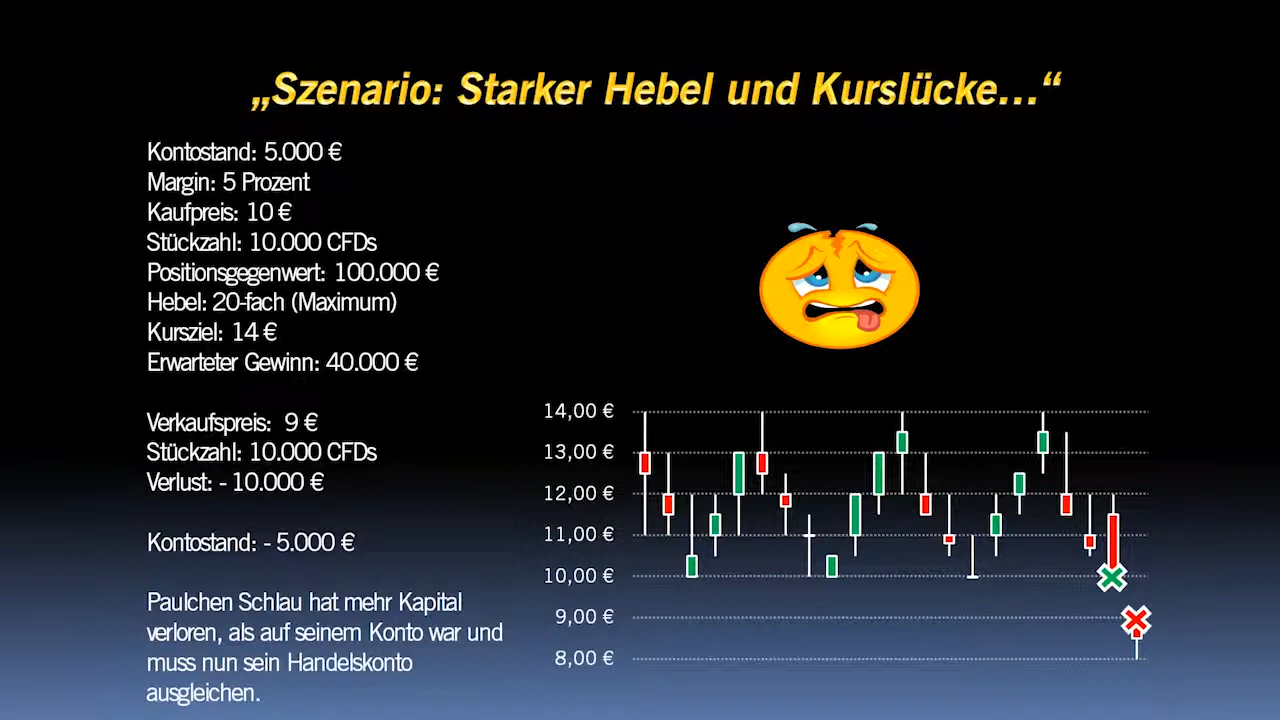 „Szenario: Starker Hebel und Kurslücke...“
Kontostand: 5.000 €
Margin: 5 Prozent
Kaufpreis: 10 €
Stückzahl: 10.000 CFDs
Positionsgegenwert: 100.000 €
Hebel: 20-fach (Maximum)
Kursziel: 14 €
Erwarteter Gewinn: 40.000 €
Verkaufspreis: 9 €
Stückzahl: 10.000 CFDs
Verlust: - 10.000 €
Kontostand: - 5.000 €
Paulchen Schlau hat mehr Kapital
verloren, als auf seinem Konto war und
muss nun sein Handelskonto
ausgleichen.
14,00 €
13,00 €
12,00 €
11,00 €
10,00 €
9,00 €
8,00 €